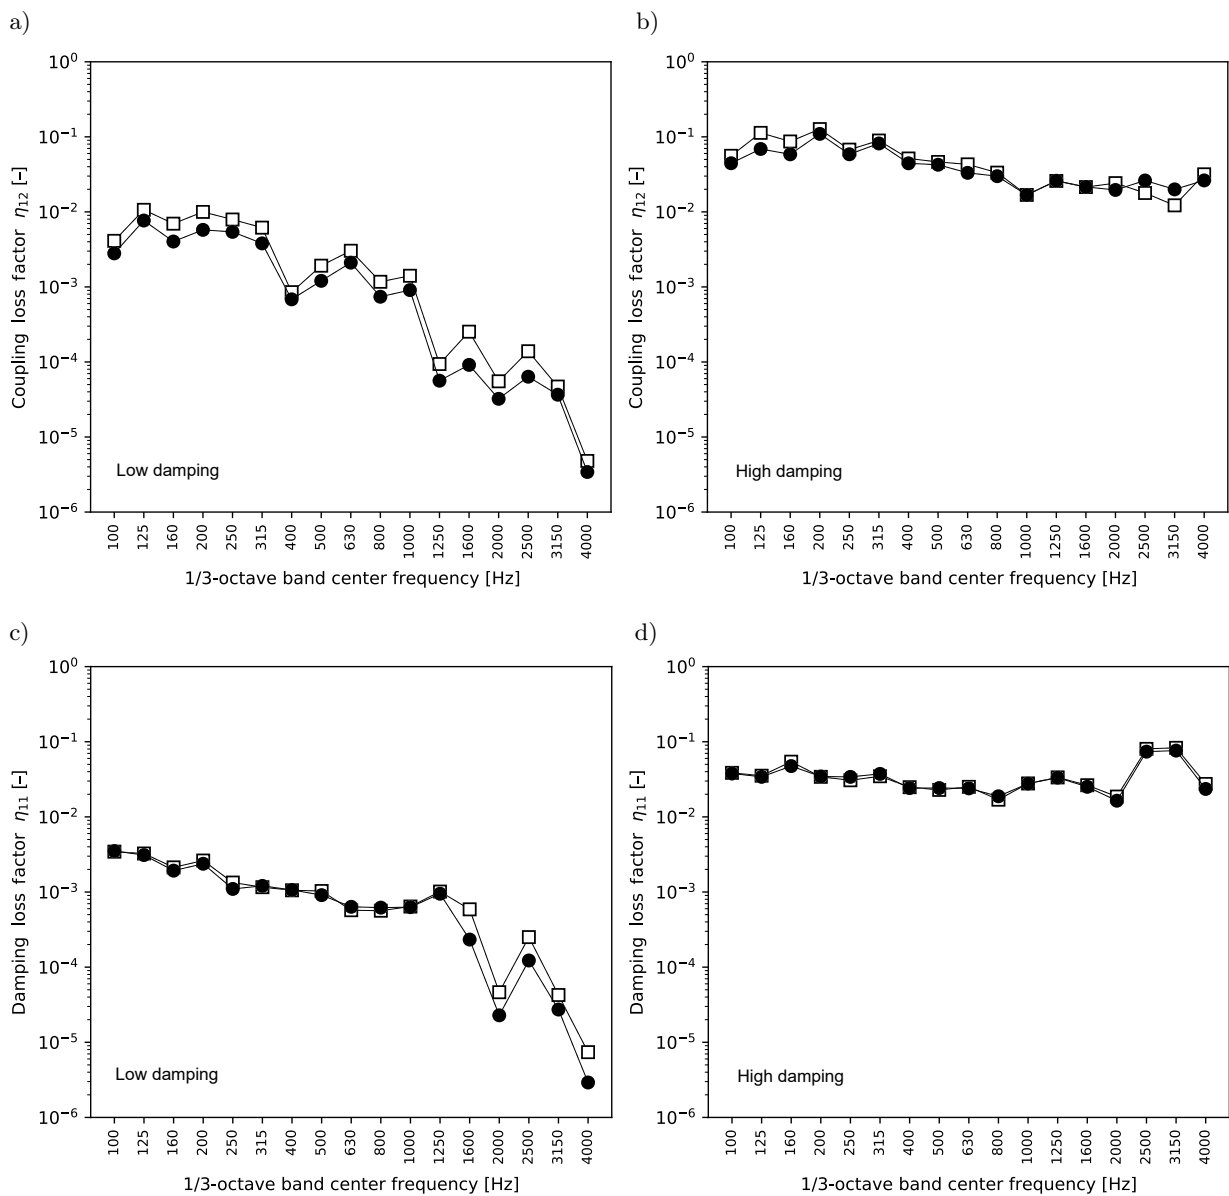 a)
Coupling loss factor η12 [–]
10^0
10^−1
10^−2
10^−3
10^−4
10^−5
10^−6
Low damping
100 125 160 200 250 315 400 500 630 800 1000 1250 1600 2000 2500 3150 4000
1/3-octave band center frequency [Hz]
b)
Coupling loss factor η12 [–]
10^0
10^−1
10^−2
10^−3
10^−4
10^−5
10^−6
High damping
100 125 160 200 250 315 400 500 630 800 1000 1250 1600 2000 2500 3150 4000
1/3-octave band center frequency [Hz]
c)
Damping loss factor η11 [–]
10^0
10^−1
10^−2
10^−3
10^−4
10^−5
10^−6
Low damping
100 125 160 200 250 315 400 500 630 800 1000 1250 1600 2000 2500 3150 4000
1/3-octave band center frequency [Hz]
d)
Damping loss factor η11 [–]
10^0
10^−1
10^−2
10^−3
10^−4
10^−5
10^−6
High damping
100 125 160 200 250 315 400 500 630 800 1000 1250 1600 2000 2500 3150 4000
1/3-octave band center frequency [Hz]